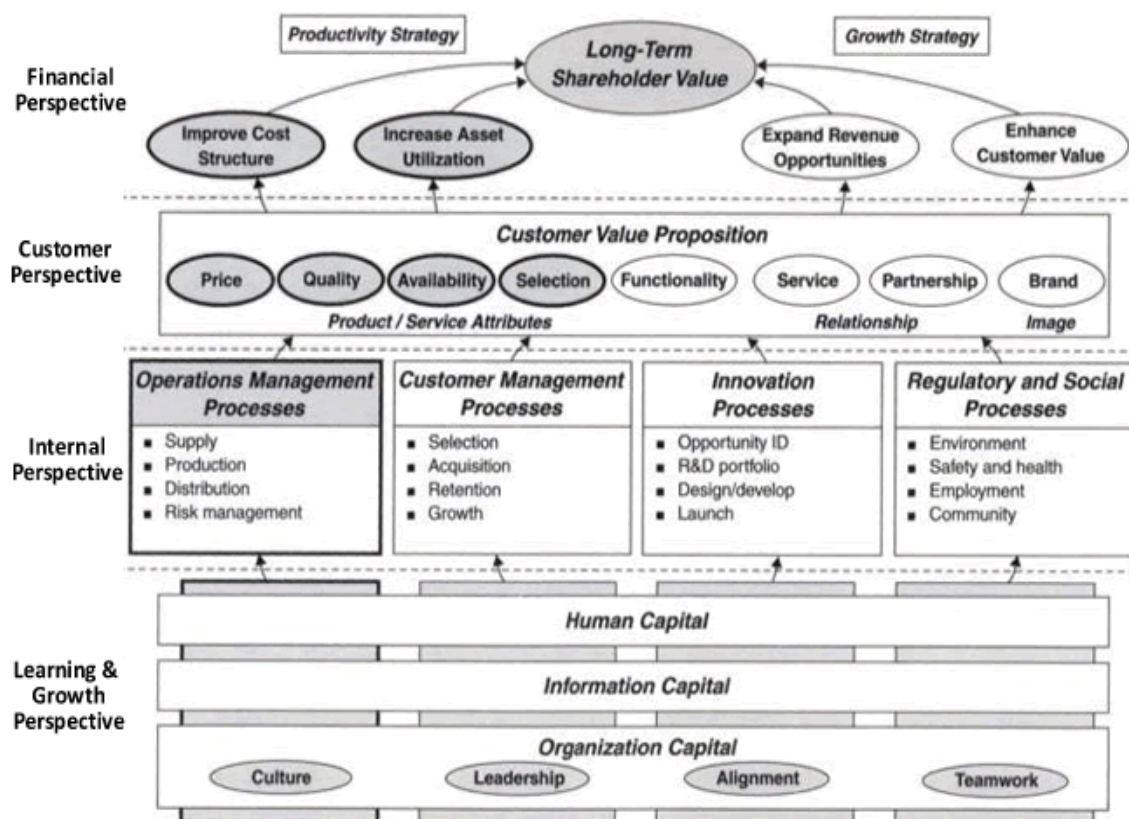 Productivity Strategy
Growth Strategy
Long-Term
Shareholder Value
Financial
Perspective
Improve Cost
Structure
Increase Asset
Utilization
Expand Revenue
Opportunities
Enhance
Customer Value
Customer
Perspective
Customer Value Proposition
Price
Quality
Availability
Selection
Functionality
Service
Partnership
Brand
Product / Service Attributes
Relationship
Image
Internal
Perspective
Operations Management
Processes
▪ Supply
▪ Production
▪ Distribution
▪ Risk management
Customer Management
Processes
▪ Selection
▪ Acquisition
▪ Retention
▪ Growth
Innovation
Processes
▪ Opportunity ID
▪ R&D portfolio
▪ Design/develop
▪ Launch
Regulatory and Social
Processes
▪ Environment
▪ Safety and health
▪ Employment
▪ Community
Learning &
Growth
Perspective
Human Capital
Information Capital
Organization Capital
Culture
Leadership
Alignment
Teamwork